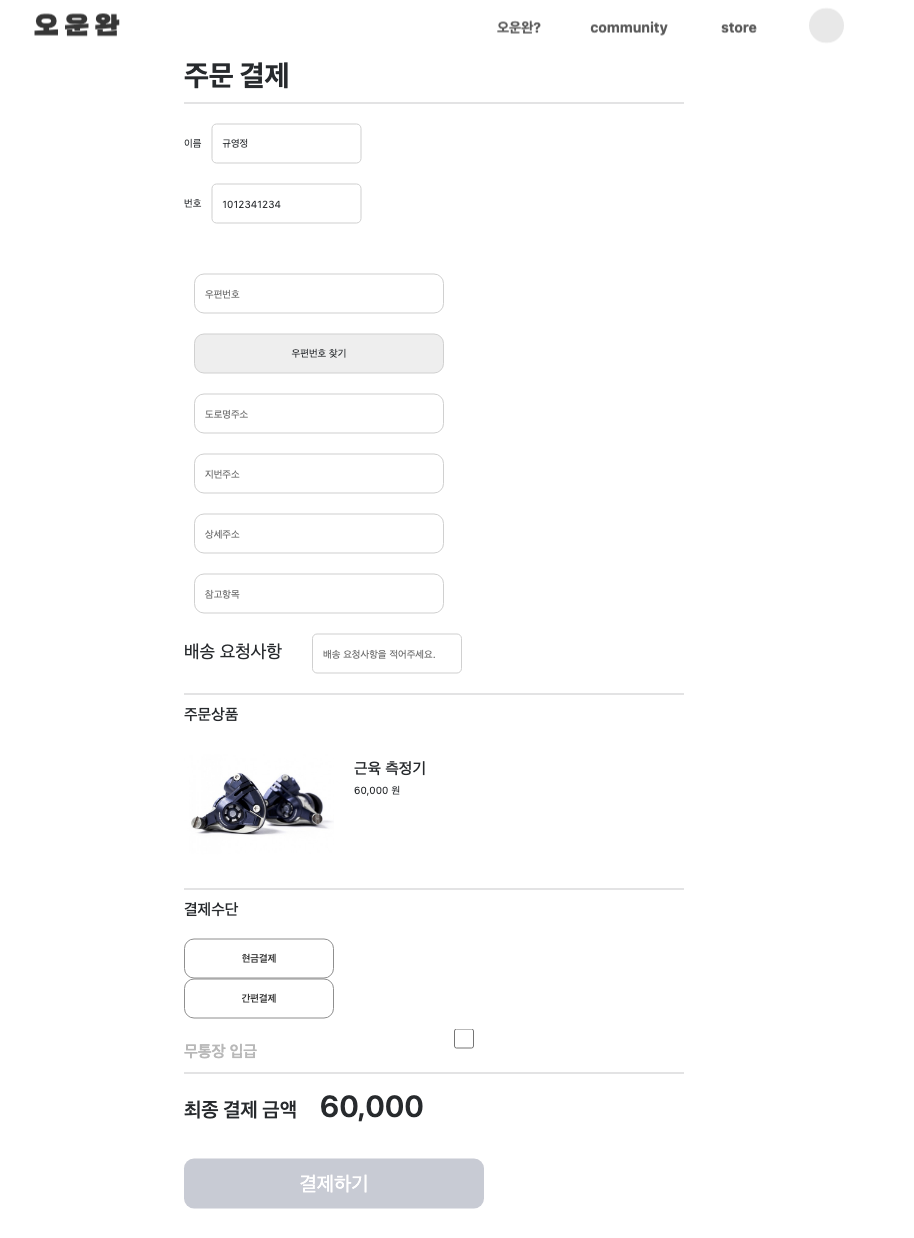 오운완
오운완?
community
store
주문 결제
이름
규영정
번호
1012341234
우편번호
우편번호 찾기
도로명주소
지번주소
상세주소
참고항목
배송 요청사항
배송 요청사항을 적어주세요.
주문상품
근육 측정기
60,000 원
결제수단
현금결제
간편결제
무통장 입급
최종 결제 금액 60,000
결제하기